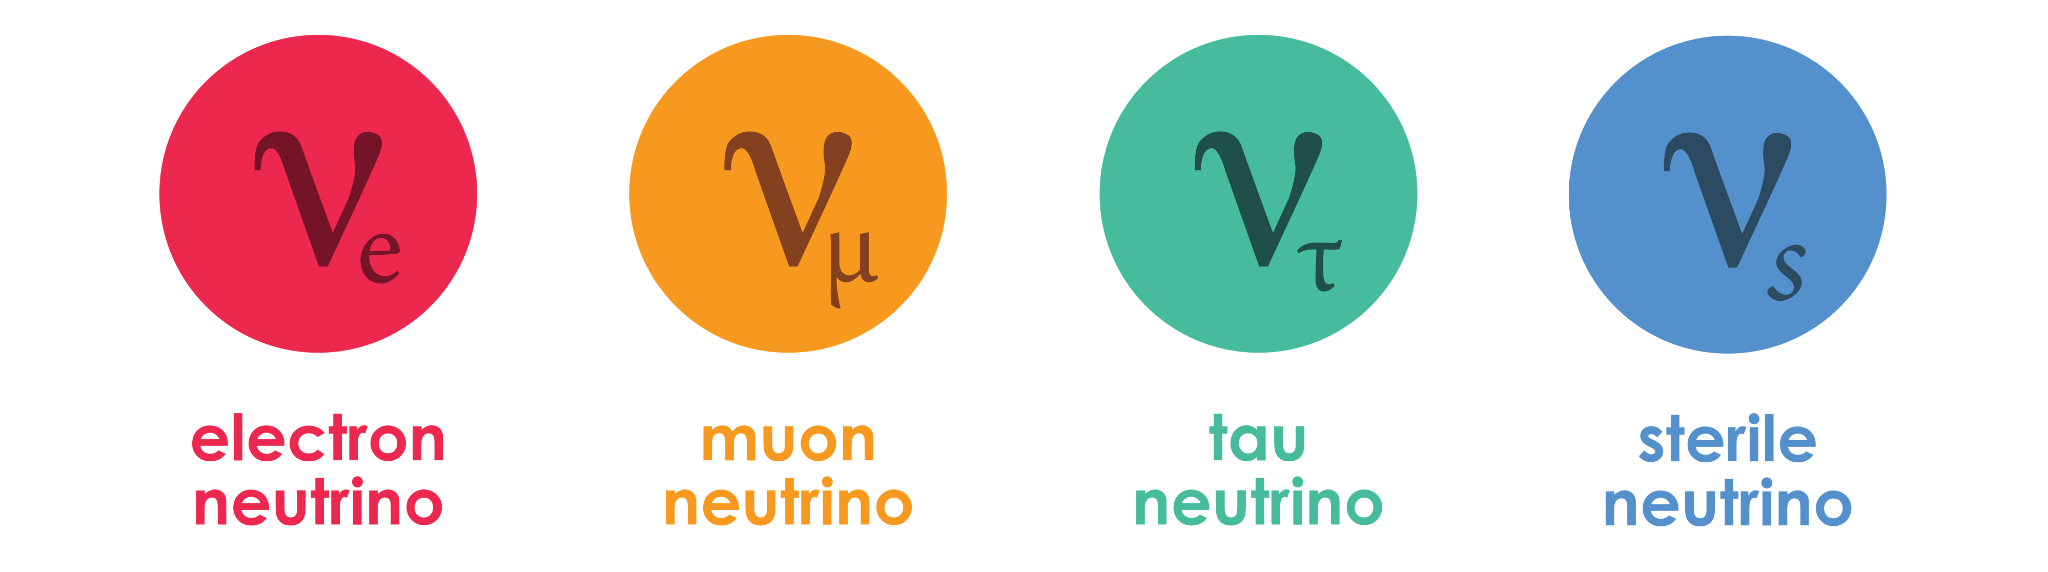 νe
νμ
ντ
νs
electron
neutrino
muon
neutrino
tau
neutrino
sterile
neutrino